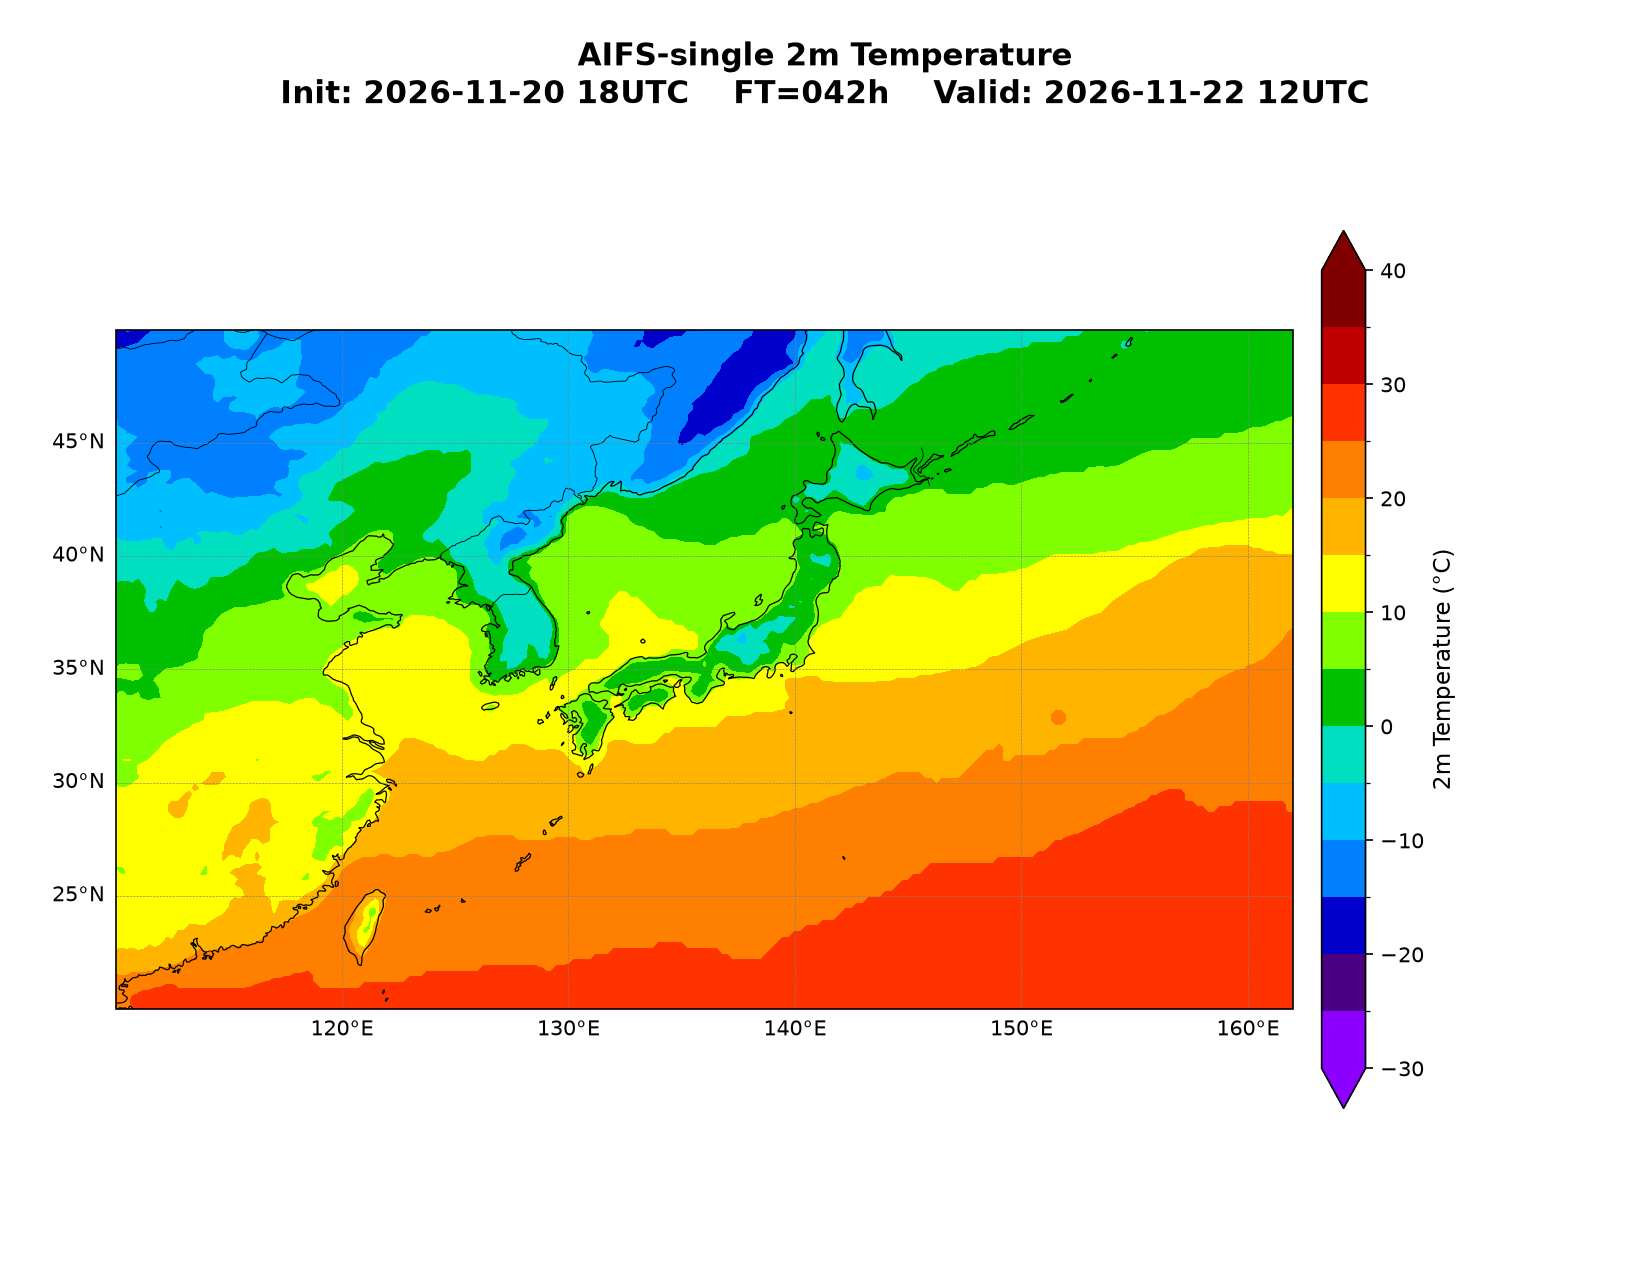 AIFS-single 2m Temperature
Init: 2026-11-20 18UTC    FT=042h    Valid: 2026-11-22 12UTC
45°N
40°N
35°N
30°N
25°N
120°E
130°E
140°E
150°E
160°E
40
30
20
10
0
−10
−20
−30
2m Temperature (°C)